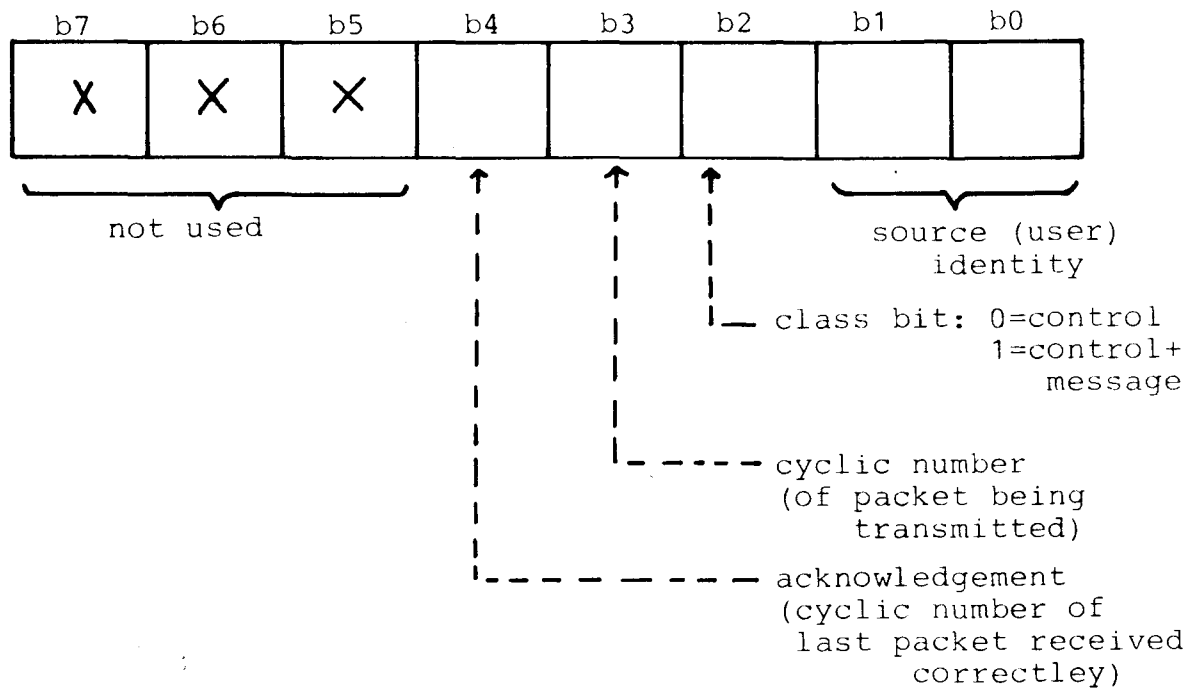 b7 b6 b5 b4 b3 b2 b1 b0
X X X
not used
source (user)
identity
class bit: 0=control
1=control+
message
cyclic number
(of packet being
transmitted)
acknowledgement
(cyclic number of
last packet received
correctley)